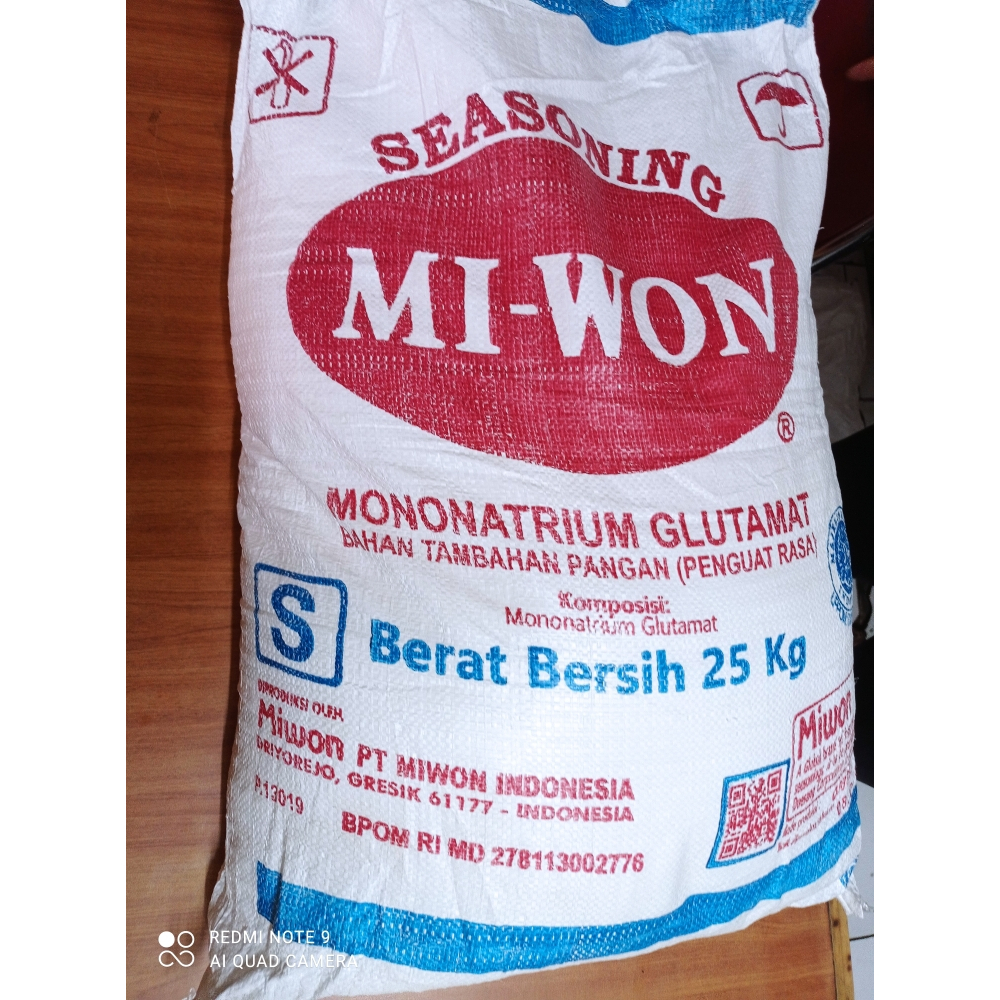 SEASONING
MI-WON
®
MONONATRIUM GLUTAMAT
BAHAN TAMBAHAN PANGAN (PENGUAT RASA)
Komposisi:
Mononatrium Glutamat
S
Berat Bersih 25 Kg
DIPRODUKSI OLEH
Miwon PT MIWON INDONESIA
DRIYOREJO, GRESIK 61177 - INDONESIA
R13019
BPOM RI MD 278113002776
Miwon
REDMI NOTE 9
AI QUAD CAMERA